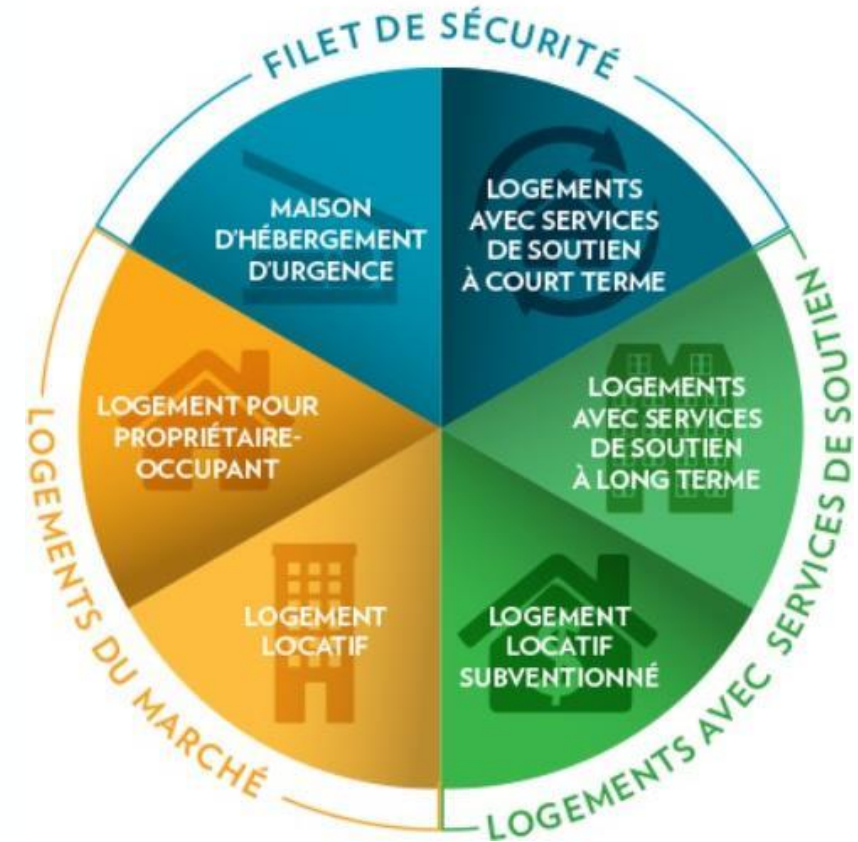 FILET DE SÉCURITÉ
MAISON
D'HÉBERGEMENT
D'URGENCE
LOGEMENTS
AVEC SERVICES
DE SOUTIEN
À COURT TERME
LOGEMENTS
AVEC SERVICES
DE SOUTIEN
À LONG TERME
LOGEMENT
LOCATIF
SUBVENTIONNÉ
LOGEMENTS AVEC SERVICES DE SOUTIEN
LOGEMENT
LOCATIF
LOGEMENT POUR
PROPRIÉTAIRE-
OCCUPANT
LOGEMENTS DU MARCHÉ